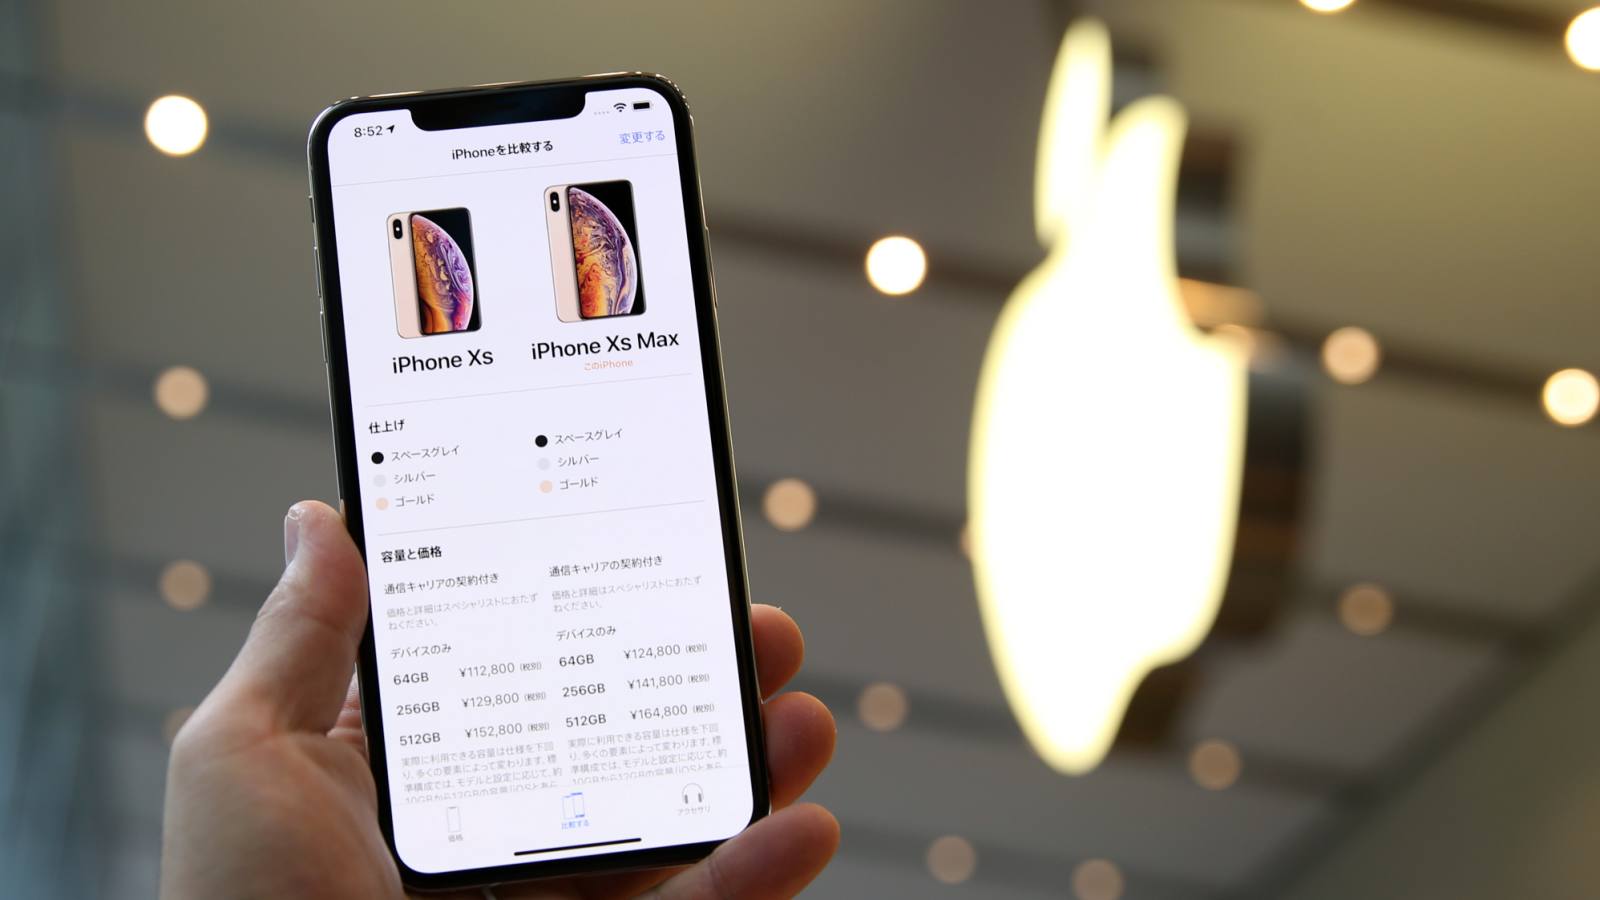 8:52
iPhoneを比較する
変更する
iPhone Xs
iPhone Xs Max
このiPhone
仕上げ
スペースグレイ
シルバー
ゴールド
スペースグレイ
シルバー
ゴールド
容量と価格
通信キャリアの契約付き
価格と詳細はスペシャリストにおたず
ねください。
デバイスのみ
64GB ¥112,800（税別）
256GB ¥129,800（税別）
512GB ¥152,800（税別）
実際に利用できる容量は仕様を下回
り、多くの要素によって変わります。標
準構成では、モデルと設定に応じて、約
10GBから12GBの容量（iOSとあら
通信キャリアの契約付き
価格と詳細はスペシャリストにおたず
ねください。
デバイスのみ
64GB ¥124,800（税別）
256GB ¥141,800（税別）
512GB ¥164,800（税別）
実際に利用できる容量は仕様を下回
り、多くの要素によって変わります。標
準構成では、モデルと設定に応じて、約
10GBから12GBの容量（iOSとあら
価格
比較する
アクセサリ